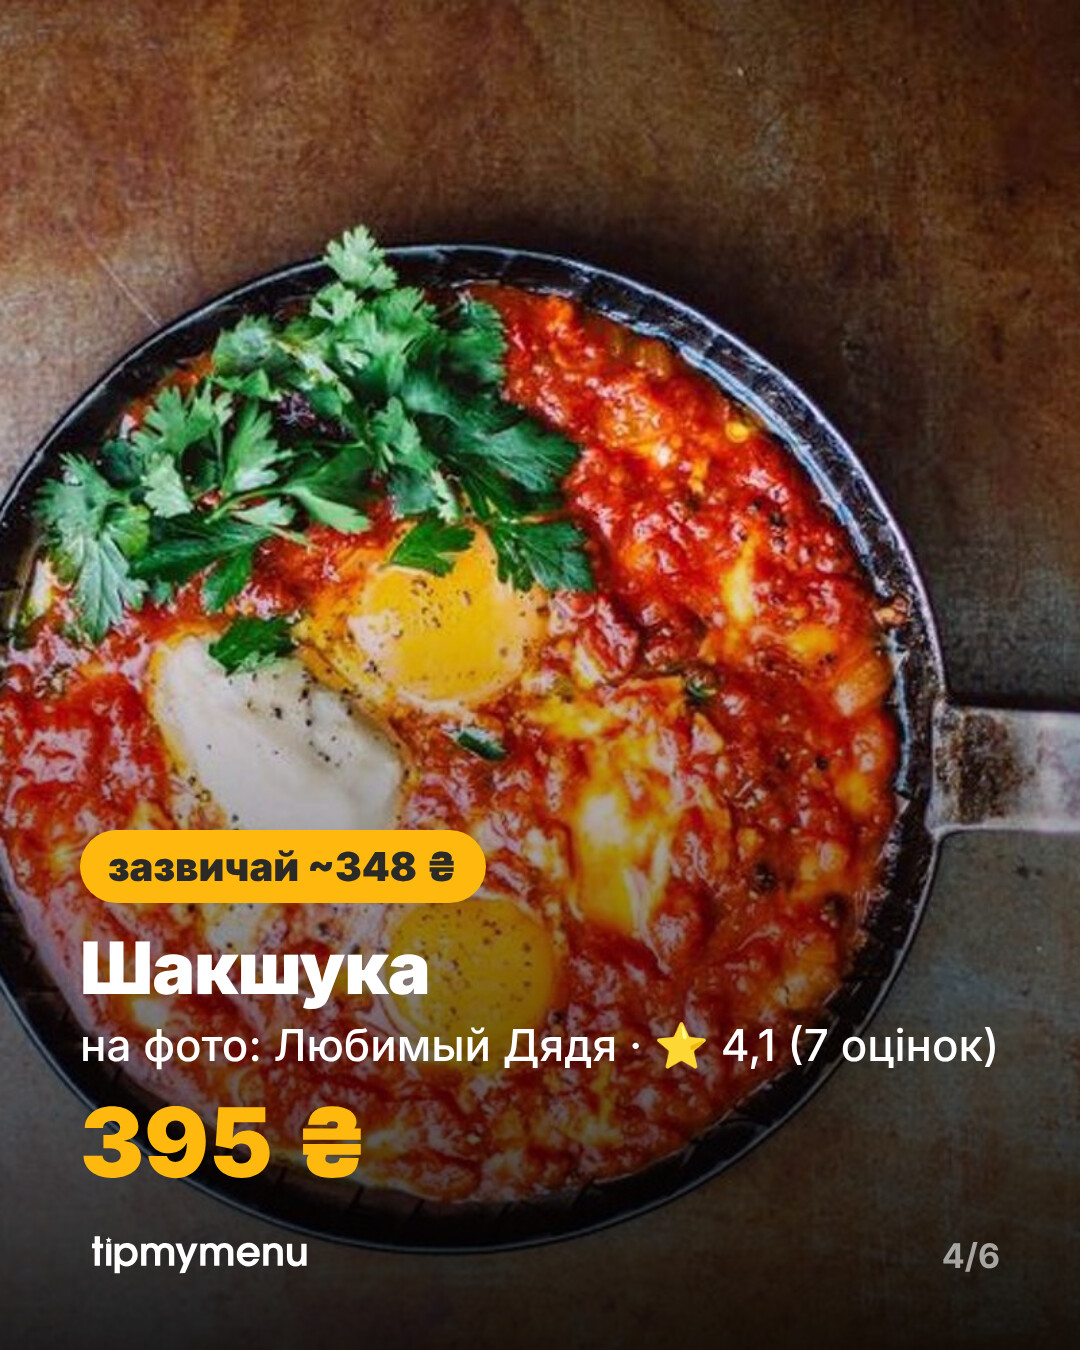 зазвичай ~348 ₴
Шакшука
на фото: Любимый Дядя · ⭐ 4,1 (7 оцінок)
395 ₴
tipmymenu
4/6